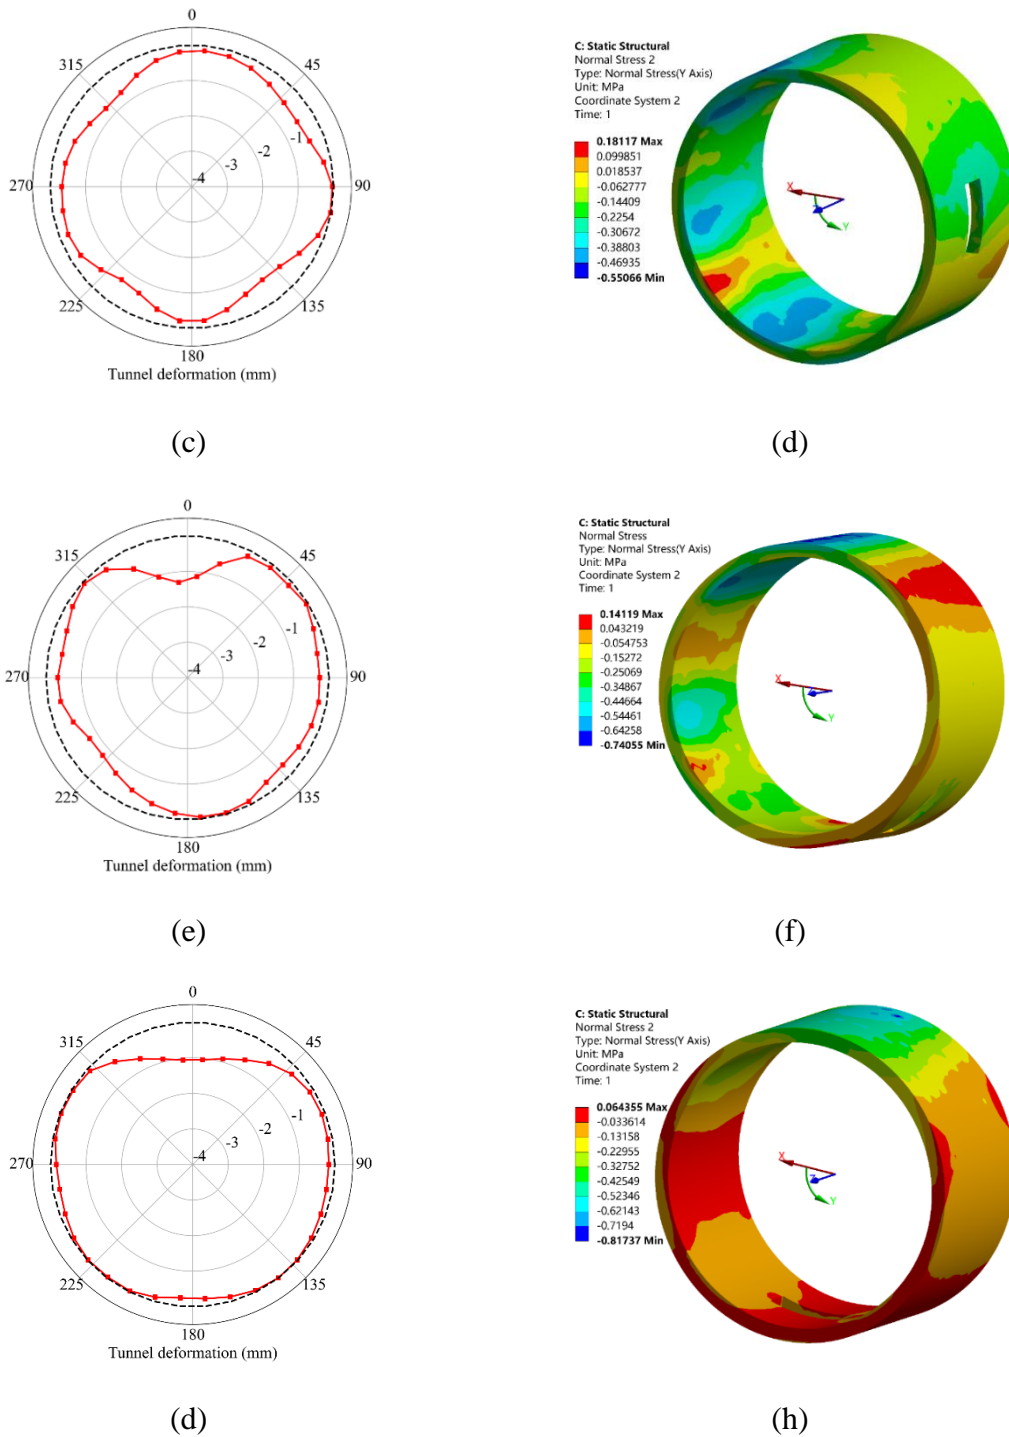 0
315
45
-1
-2
-3
-4
270
90
225
135
180
Tunnel deformation (mm)
C: Static Structural
Normal Stress 2
Type: Normal Stress(Y Axis)
Unit: MPa
Coordinate System 2
Time: 1
0.18117 Max
0.099851
0.018537
-0.062777
-0.14409
-0.2254
-0.30672
-0.38803
-0.46935
-0.55066 Min
X
Y
(c)
(d)
0
315
45
-1
-2
-3
-4
270
90
225
135
180
Tunnel deformation (mm)
C: Static Structural
Normal Stress
Type: Normal Stress(Y Axis)
Unit: MPa
Coordinate System 2
Time: 1
0.14119 Max
0.043219
-0.054753
-0.15272
-0.25069
-0.34867
-0.44664
-0.54461
-0.64258
-0.74055 Min
X
Y
(e)
(f)
0
315
45
-1
-2
-3
-4
270
90
225
135
180
Tunnel deformation (mm)
C: Static Structural
Normal Stress 2
Type: Normal Stress(Y Axis)
Unit: MPa
Coordinate System 2
Time: 1
0.064355 Max
-0.033614
-0.13158
-0.22955
-0.32752
-0.42549
-0.52346
-0.62143
-0.7194
-0.81737 Min
X
Y
(d)
(h)